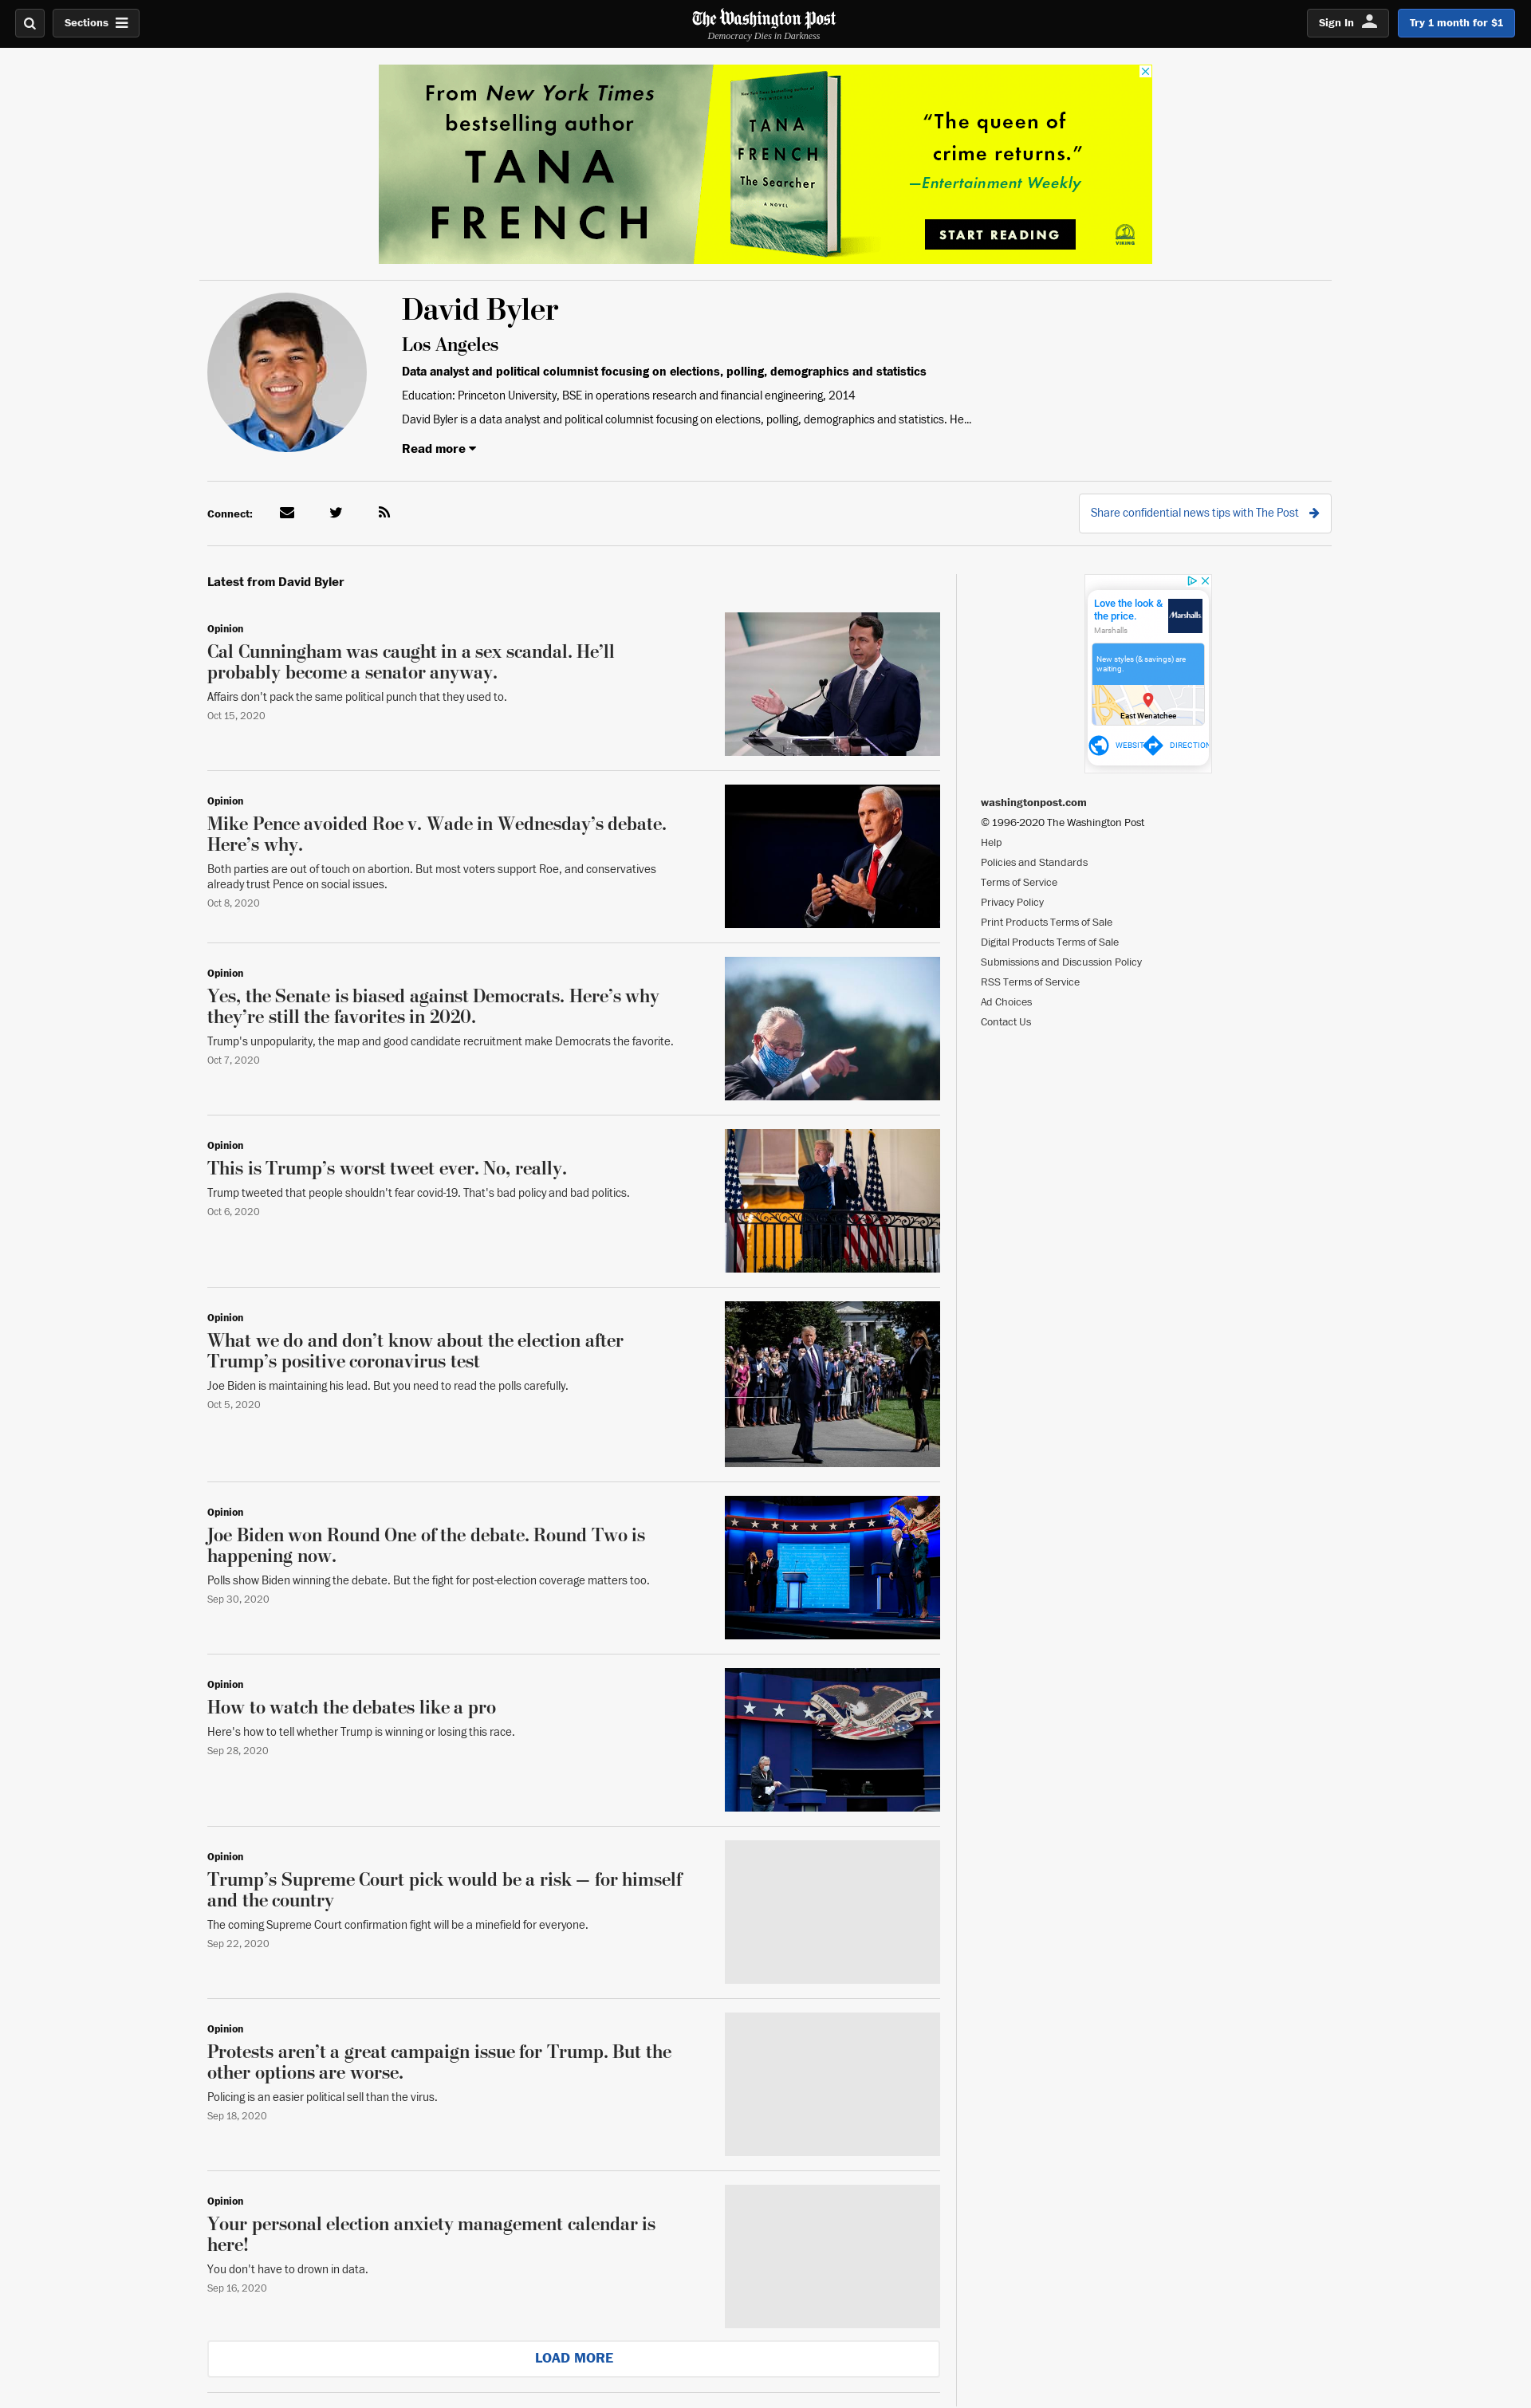 Sections
The Washington Post
Democracy Dies in Darkness
Sign In
Try 1 month for $1
From New York Times
bestselling author
TANA
FRENCH
TANA
FRENCH
The Searcher
A NOVEL
“The queen of
crime returns.”
—Entertainment Weekly
START READING
VIKING
David Byler
Los Angeles
Data analyst and political columnist focusing on elections, polling, demographics and statistics
Education: Princeton University, BSE in operations research and financial engineering, 2014
David Byler is a data analyst and political columnist focusing on elections, polling, demographics and statistics. He...
Read more
Connect:
Share confidential news tips with The Post
Latest from David Byler
Opinion
Cal Cunningham was caught in a sex scandal. He’ll
probably become a senator anyway.
Affairs don't pack the same political punch that they used to.
Oct 15, 2020
Opinion
Mike Pence avoided Roe v. Wade in Wednesday’s debate.
Here’s why.
Both parties are out of touch on abortion. But most voters support Roe, and conservatives
already trust Pence on social issues.
Oct 8, 2020
Opinion
Yes, the Senate is biased against Democrats. Here’s why
they’re still the favorites in 2020.
Trump's unpopularity, the map and good candidate recruitment make Democrats the favorite.
Oct 7, 2020
Opinion
This is Trump’s worst tweet ever. No, really.
Trump tweeted that people shouldn't fear covid-19. That's bad policy and bad politics.
Oct 6, 2020
Opinion
What we do and don’t know about the election after
Trump’s positive coronavirus test
Joe Biden is maintaining his lead. But you need to read the polls carefully.
Oct 5, 2020
Opinion
Joe Biden won Round One of the debate. Round Two is
happening now.
Polls show Biden winning the debate. But the fight for post-election coverage matters too.
Sep 30, 2020
Opinion
How to watch the debates like a pro
Here's how to tell whether Trump is winning or losing this race.
Sep 28, 2020
Opinion
Trump’s Supreme Court pick would be a risk — for himself
and the country
The coming Supreme Court confirmation fight will be a minefield for everyone.
Sep 22, 2020
Opinion
Protests aren’t a great campaign issue for Trump. But the
other options are worse.
Policing is an easier political sell than the virus.
Sep 18, 2020
Opinion
Your personal election anxiety management calendar is
here!
You don't have to drown in data.
Sep 16, 2020
LOAD MORE
Love the look &
the price.
Marshalls
Marshalls
New styles (& savings) are
waiting.
East Wenatchee
WEBSIT
DIRECTION
washingtonpost.com
© 1996-2020 The Washington Post
Help
Policies and Standards
Terms of Service
Privacy Policy
Print Products Terms of Sale
Digital Products Terms of Sale
Submissions and Discussion Policy
RSS Terms of Service
Ad Choices
Contact Us